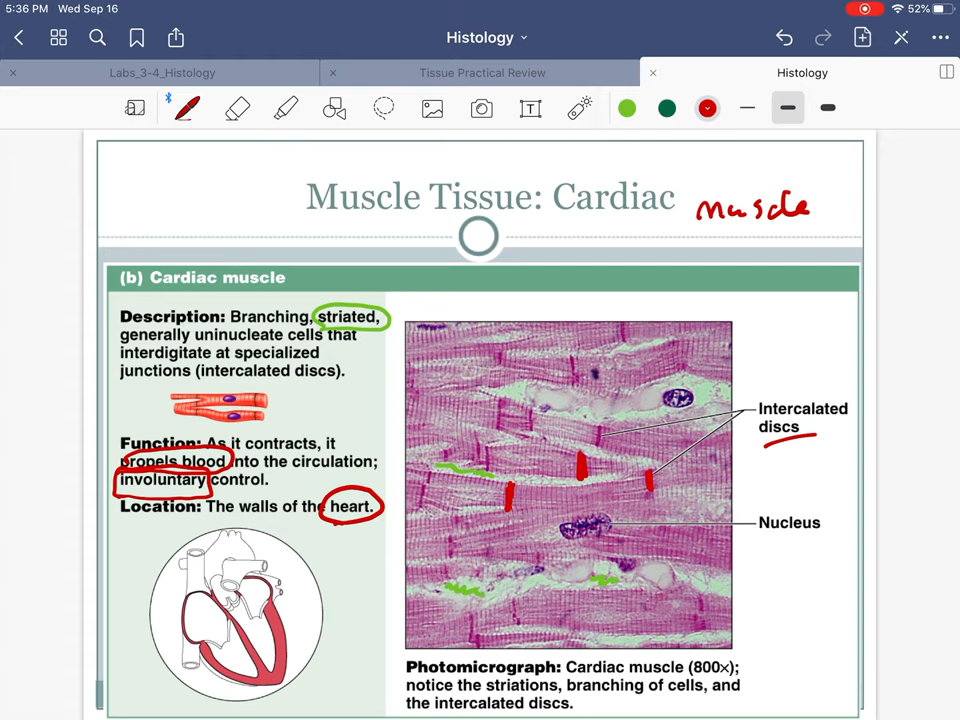 5:36 PM Wed Sep 16
52%
Histology
Labs_3-4_Histology
Tissue Practical Review
Histology
T
Muscle Tissue: Cardiac
muscle
(b) Cardiac muscle
Description: Branching, striated,
generally uninucleate cells that
interdigitate at specialized
junctions (intercalated discs).
Function: As it contracts, it
propels blood into the circulation;
involuntary control.
Location: The walls of the heart.
Intercalated
discs
Nucleus
Photomicrograph: Cardiac muscle (800×);
notice the striations, branching of cells, and
the intercalated discs.